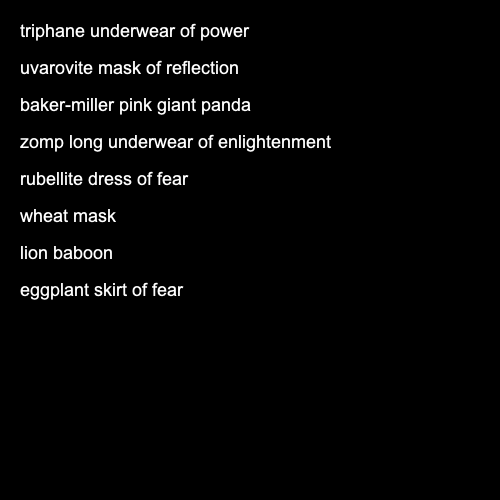 triphane underwear of power
uvarovite mask of reflection
baker-miller pink giant panda
zomp long underwear of enlightenment
rubellite dress of fear
wheat mask
lion baboon
eggplant skirt of fear